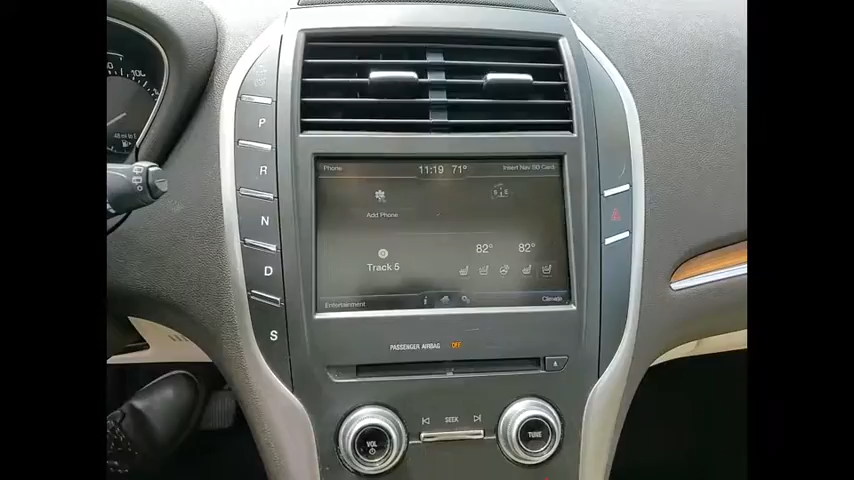 P
R
N
D
S
Phone
11:19 71°
Insert Nav SD Card
Add Phone
Track 5
82° 82°
Entertainment
i
Climate
PASSENGER AIRBAG OFF
VOL
SEEK
TUNE